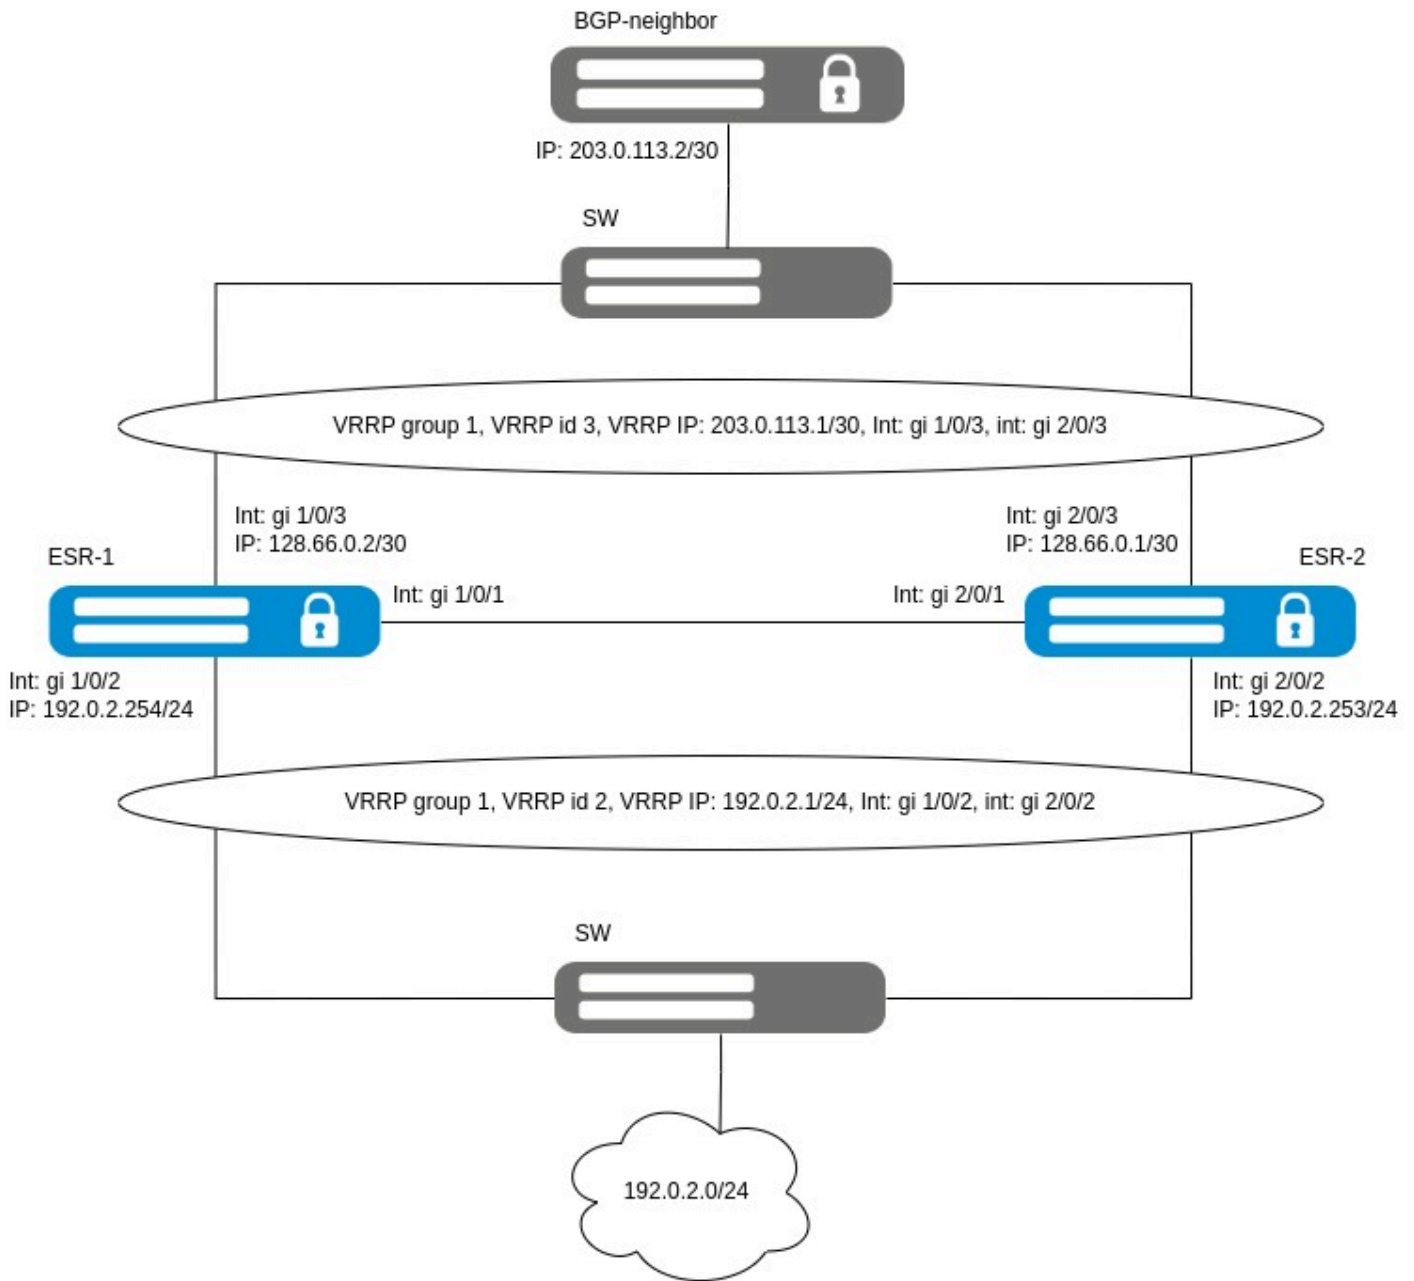 BGP-neighbor
IP: 203.0.113.2/30
SW
VRRP group 1, VRRP id 3, VRRP IP: 203.0.113.1/30, Int: gi 1/0/3, int: gi 2/0/3
Int: gi 1/0/3
IP: 128.66.0.2/30
Int: gi 2/0/3
IP: 128.66.0.1/30
ESR-1
ESR-2
Int: gi 1/0/1
Int: gi 2/0/1
Int: gi 1/0/2
IP: 192.0.2.254/24
Int: gi 2/0/2
IP: 192.0.2.253/24
VRRP group 1, VRRP id 2, VRRP IP: 192.0.2.1/24, Int: gi 1/0/2, int: gi 2/0/2
SW
192.0.2.0/24